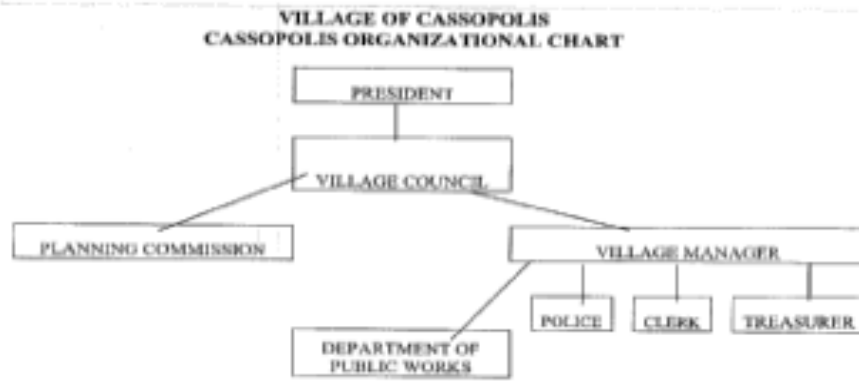 VILLAGE OF CASSOPOLIS
CASSOPOLIS ORGANIZATIONAL CHART
PRESIDENT
VILLAGE COUNCIL
PLANNING COMMISSION
VILLAGE MANAGER
POLICE
CLERK
TREASURER
DEPARTMENT OF
PUBLIC WORKS